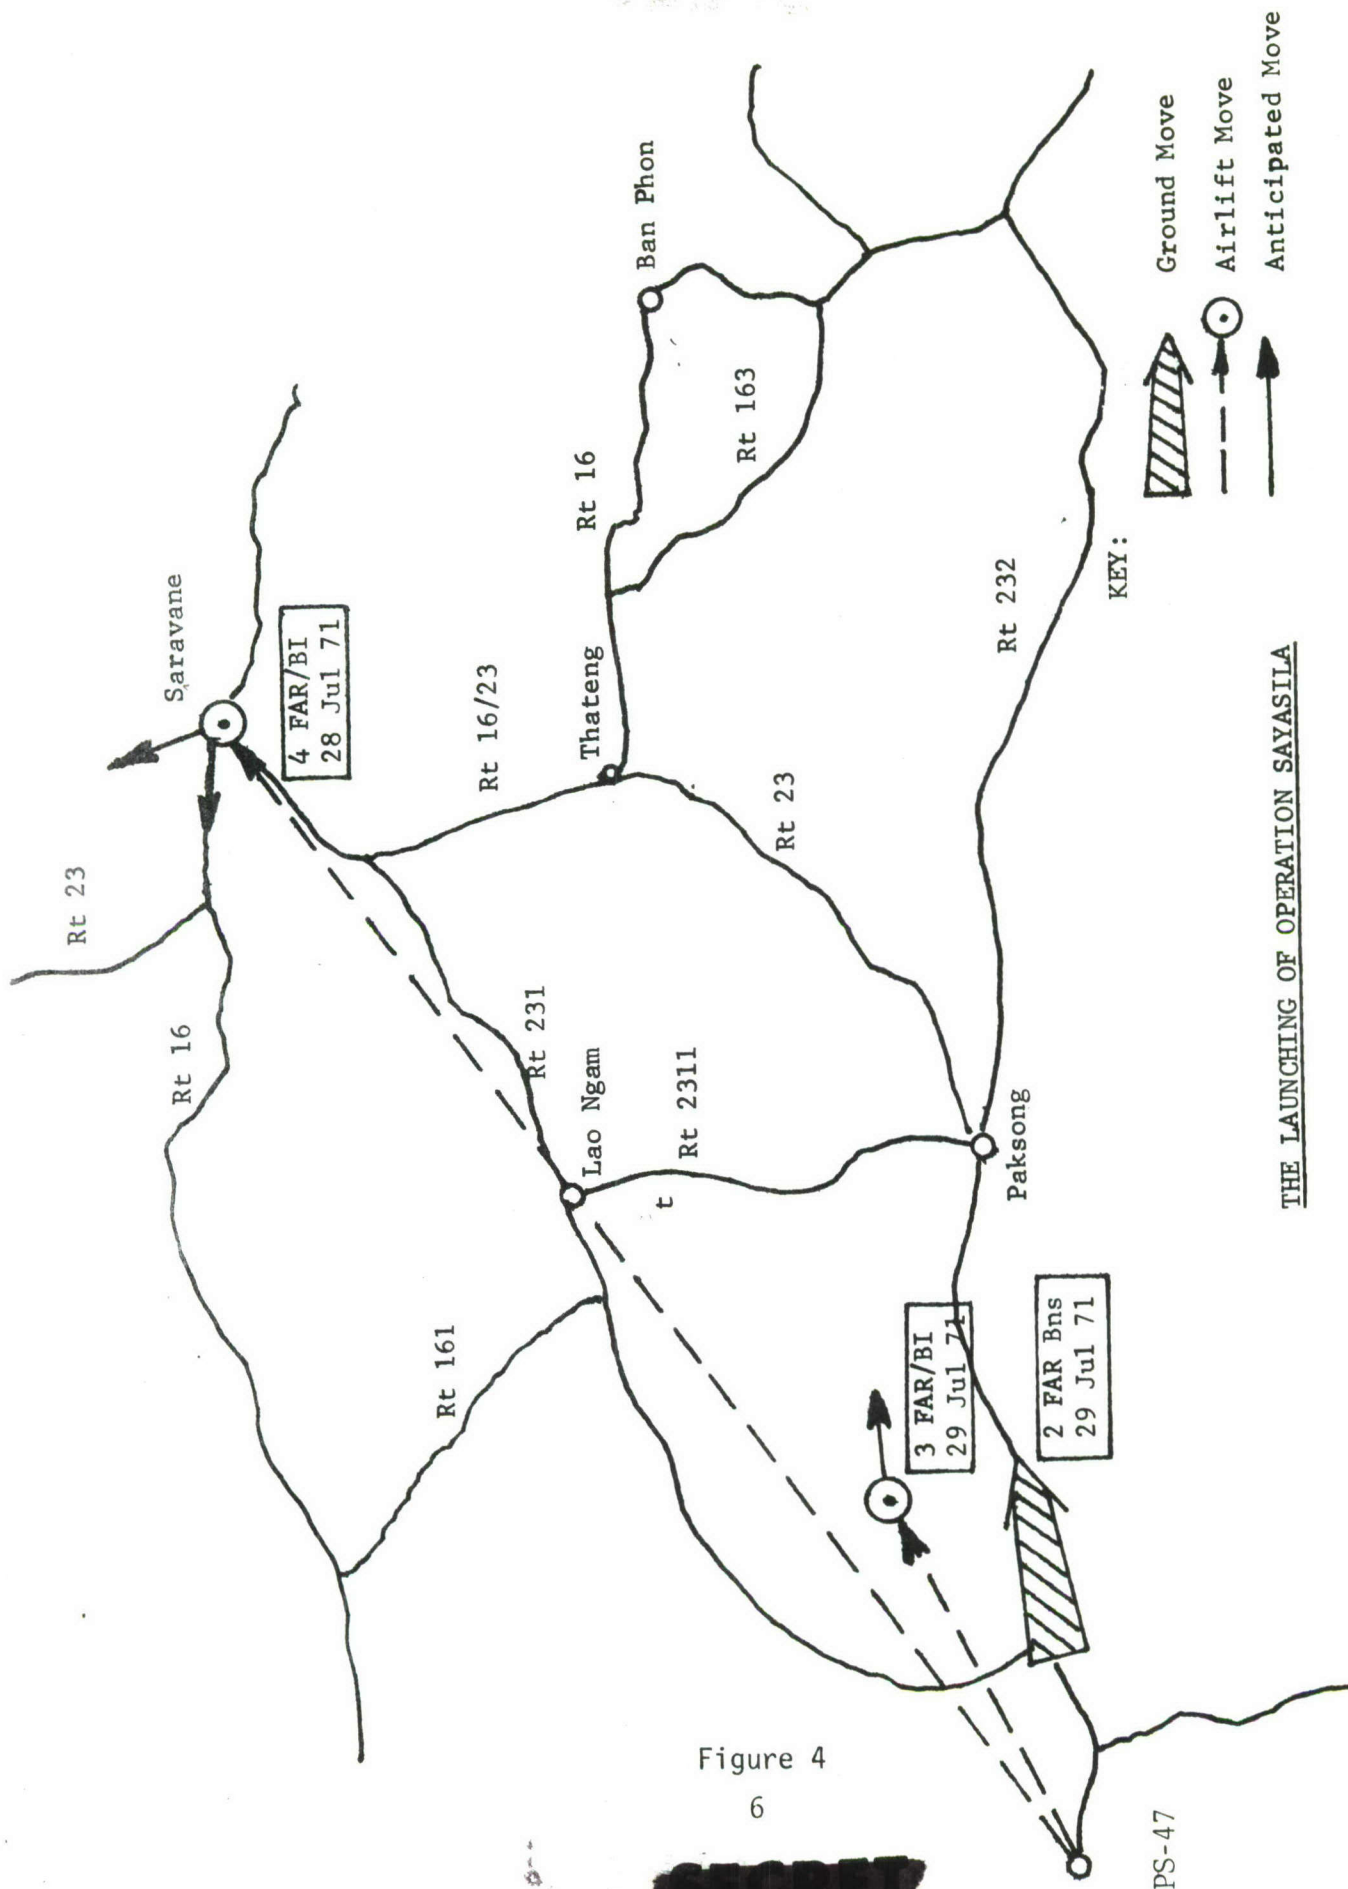 Saravane
4 FAR/BI
28 Jul 71
Rt 23
Rt 16
Rt 16/23
Thateng
Rt 16
Ban Phon
Rt 163
Rt 23
Rt 231
Lao Ngam
Rt 2311
t
Rt 161
Rt 232
Paksong
3 FAR/BI
29 Jul 71
2 FAR Bns
29 Jul 71
PS-47
KEY:
Ground Move
Airlift Move
Anticipated Move
THE LAUNCHING OF OPERATION SAYASILA
Figure 4
6